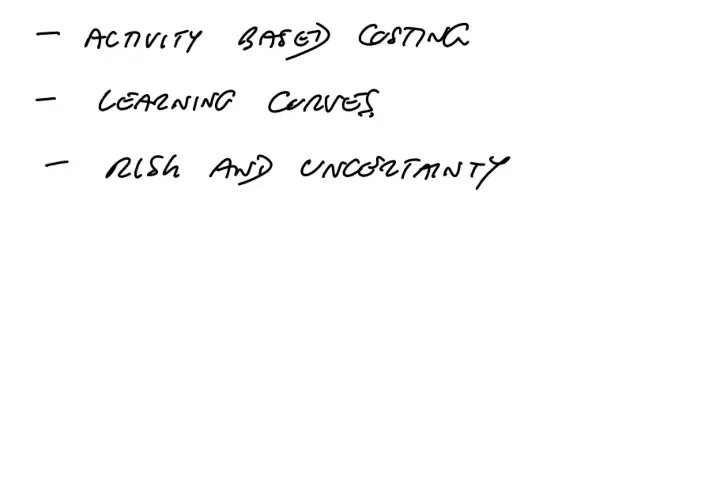 - ACTIVITY BASED COSTING
- LEARNING CURVES
- RISK AND UNCERTAINTY